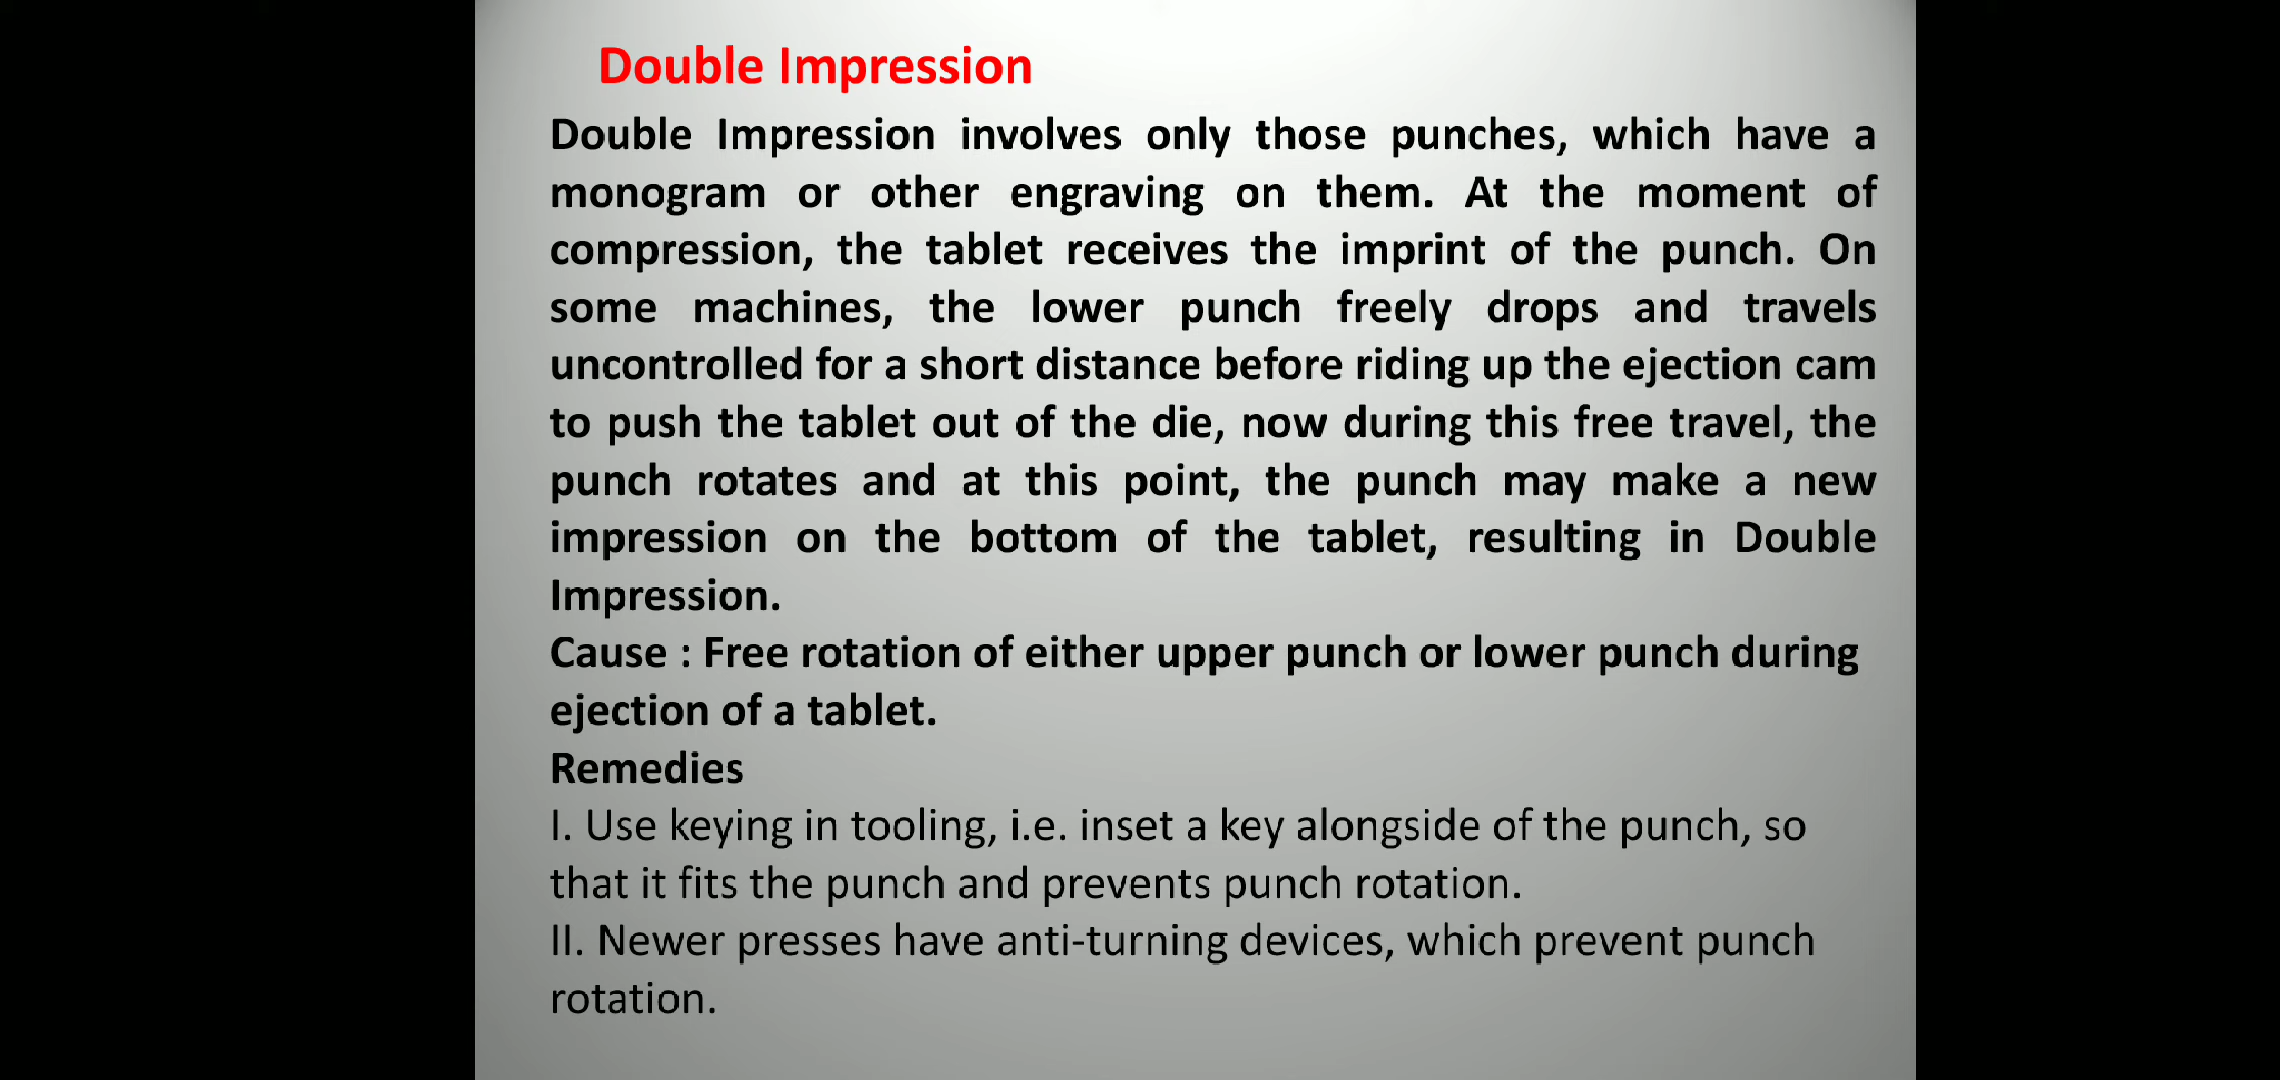 Double Impression
Double Impression involves only those punches, which have a
monogram or other engraving on them. At the moment of
compression, the tablet receives the imprint of the punch. On
some machines, the lower punch freely drops and travels
uncontrolled for a short distance before riding up the ejection cam
to push the tablet out of the die, now during this free travel, the
punch rotates and at this point, the punch may make a new
impression on the bottom of the tablet, resulting in Double
Impression.
Cause : Free rotation of either upper punch or lower punch during
ejection of a tablet.
Remedies
I. Use keying in tooling, i.e. inset a key alongside of the punch, so
that it fits the punch and prevents punch rotation.
II. Newer presses have anti-turning devices, which prevent punch
rotation.